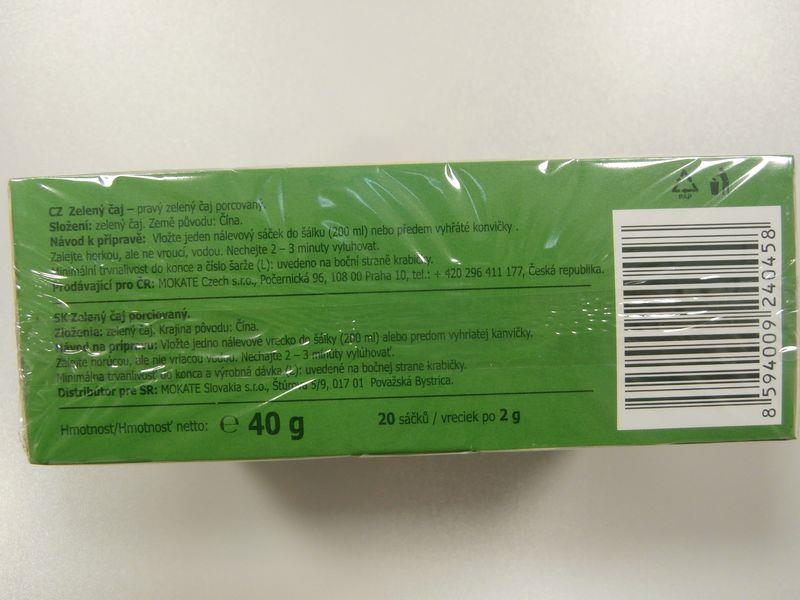 CZ Zelený čaj – pravý zelený čaj porcovaný.
Složení: zelený čaj. Země původu: Čína.
Návod k přípravě: Vložte jeden nálevový sáček do šálku (200 ml) nebo předem vyhřáté konvičky .
Zalejte horkou, ale ne vroucí, vodou. Nechejte 2 – 3 minuty vyluhovat.
Minimální trvnalivost do konce a číslo šarže (L): uvedeno na boční straně krabičky.
Prodávající pro ČR: MOKATE Czech s.r.o., Počernická 96, 108 00 Praha 10, tel.: + 420 296 411 177, Česká republika.
SK Zelený čaj porciovaný.
Zloženie: zelený čaj. Krajina pôvodu: Čína.
Návod na prípravu: Vložte jedno nálevové vrecko do šálky (200 ml) alebo predom vyhriatej kanvičky.
Zalejte horúcou, ale nie vriacou vodou. Nechajte 2 – 3 minúty vyluhovať.
Minimálna trvanlivosť do konca a výrobná dávka (L): uvedené na bočnej strane krabičky.
Distribútor pre SR: MOKATE Slovakia s.r.o., Štúrova 5/9, 017 01 Považská Bystrica.
Hmotnost/Hmotnosť netto: ℮ 40 g
20 sáčků / vreciek po 2 g
PAP
8 594009 240458